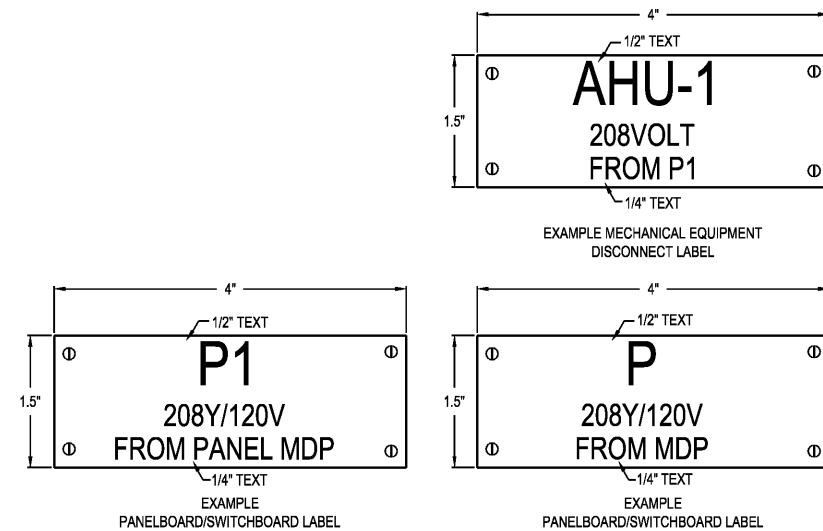 4"
1/2" TEXT
AHU-1
1.5"
208VOLT
FROM P1
1/4" TEXT
EXAMPLE MECHANICAL EQUIPMENT
DISCONNECT LABEL
4"
1/2" TEXT
P1
1.5"
208Y/120V
FROM PANEL MDP
1/4" TEXT
EXAMPLE
PANELBOARD/SWITCHBOARD LABEL
4"
1/2" TEXT
P
1.5"
208Y/120V
FROM MDP
1/4" TEXT
EXAMPLE
PANELBOARD/SWITCHBOARD LABEL